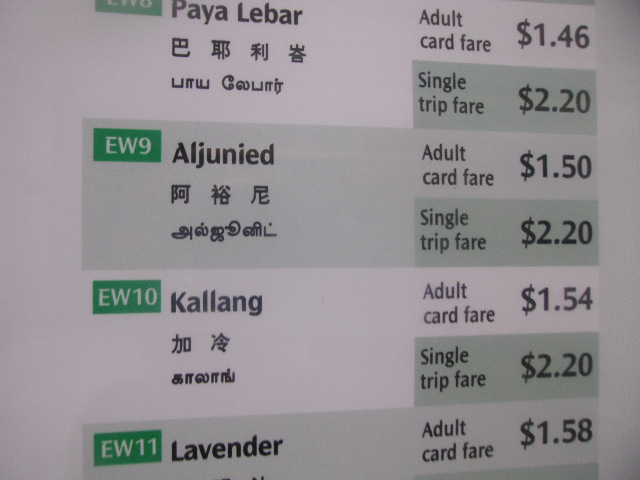 EW8 Paya Lebar Adult card fare $1.46
巴耶利峇
பாய லேபார் Single trip fare $2.20
EW9 Aljunied Adult card fare $1.50
阿裕尼
அல்ஜூனிட் Single trip fare $2.20
EW10 Kallang Adult card fare $1.54
加冷
காலாங் Single trip fare $2.20
EW11 Lavender Adult card fare $1.58